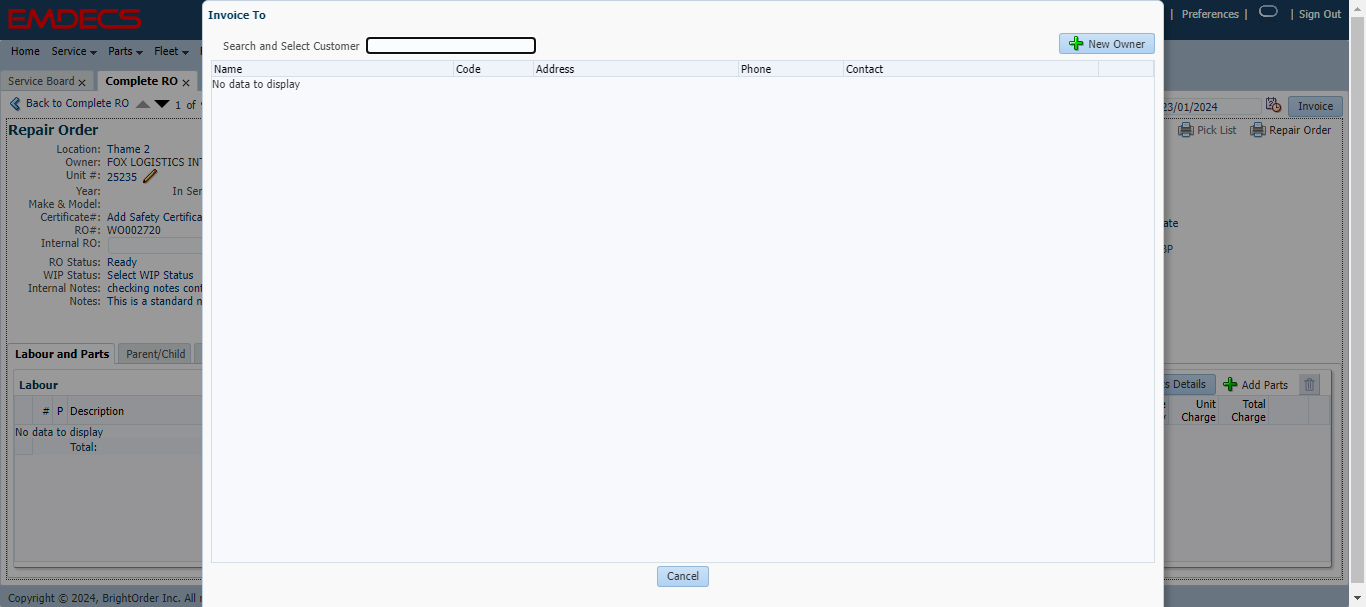 EMDECS
| Preferences | | Sign Out
Home Service Parts Fleet
Service Board x Complete RO x
Back to Complete RO 1 of
23/01/2024 Invoice
Repair Order
Pick List Repair Order
Location: Thame 2
Owner: FOX LOGISTICS INT
Unit #: 25235
Year: In Ser
Make & Model:
Certificate#: Add Safety Certifica
RO#: WO002720
Internal RO:
RO Status: Ready
WIP Status: Select WIP Status
Internal Notes: checking notes cont
Notes: This is a standard n
ate
Labour and Parts Parent/Child
Labour
s Details Add Parts
# P Description
Unit Charge Total Charge
No data to display
Total:
Copyright © 2024, BrightOrder Inc. All
Invoice To
Search and Select Customer
New Owner
Name Code Address Phone Contact
No data to display
Cancel